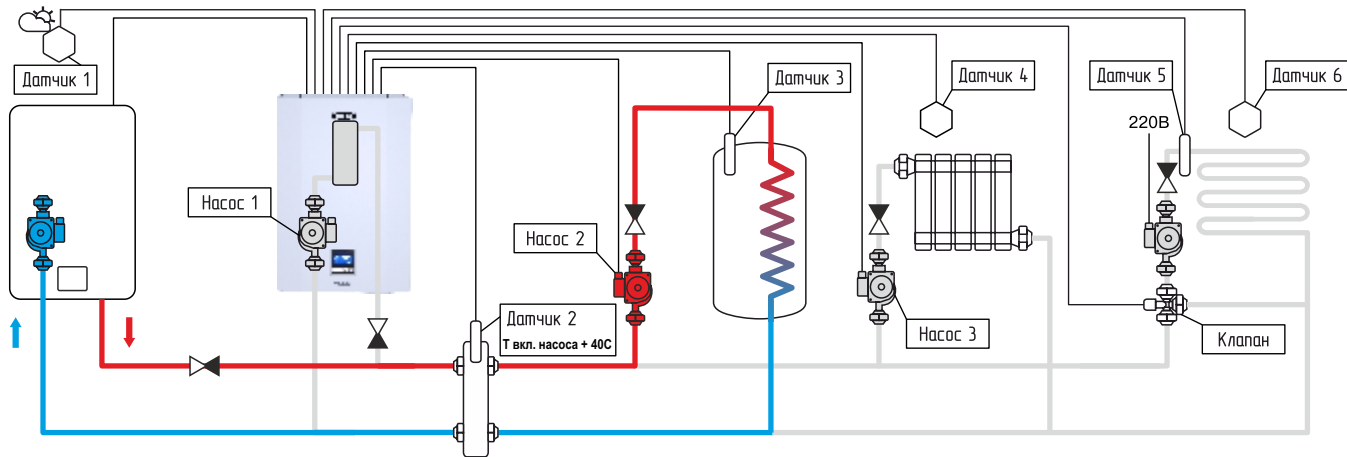 Датчик 1
Датчик 3
Датчик 4
Датчик 5
Датчик 6
220В
Насос 1
Насос 2
Датчик 2
Т вкл. насоса + 40С
Насос 3
Клапан